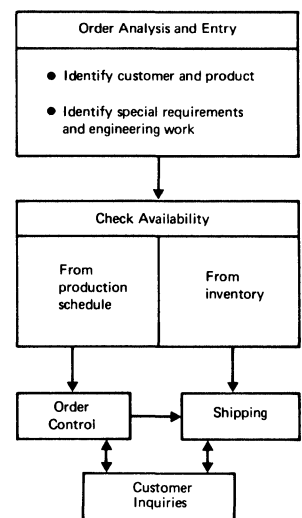 Order Analysis and Entry
● Identify customer and product
● Identify special requirements
and engineering work
Check Availability
From
production
schedule
From
inventory
Order
Control
Shipping
Customer
Inquiries